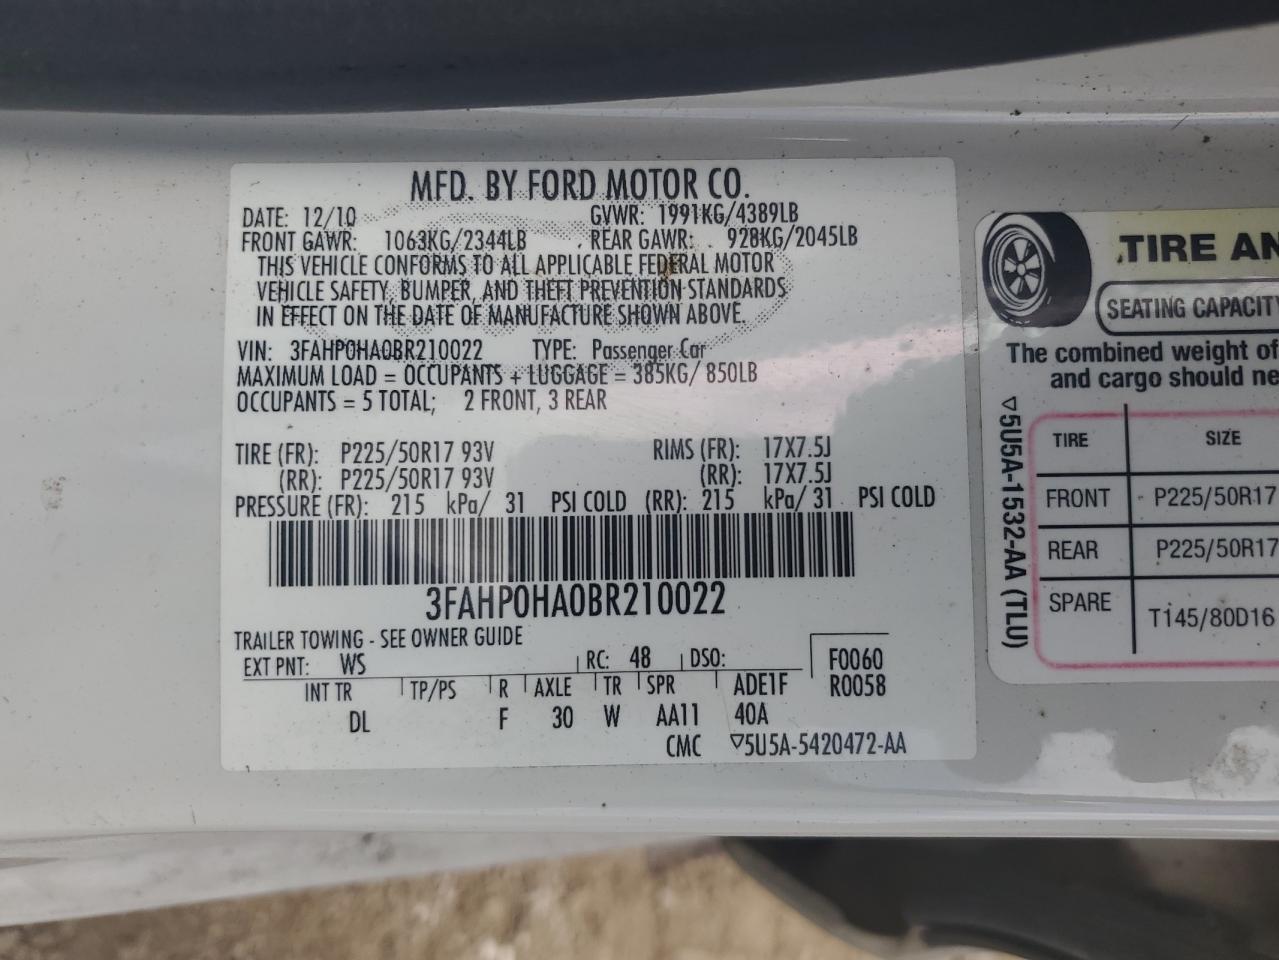 MFD. BY FORD MOTOR CO.
DATE: 12/10 GVWR: 1991KG/4389LB
FRONT GAWR: 1063KG/2344LB REAR GAWR: 928KG/2045LB
THIS VEHICLE CONFORMS TO ALL APPLICABLE FEDERAL MOTOR
VEHICLE SAFETY, BUMPER, AND THEFT PREVENTION STANDARDS
IN EFFECT ON THE DATE OF MANUFACTURE SHOWN ABOVE.
VIN: 3FAHP0HA0BR210022 TYPE: Passenger Car
MAXIMUM LOAD = OCCUPANTS + LUGGAGE = 385KG/ 850LB
OCCUPANTS = 5 TOTAL; 2 FRONT, 3 REAR
TIRE (FR): P225/50R17 93V RIMS (FR): 17X7.5J
(RR): P225/50R17 93V (RR): 17X7.5J
PRESSURE (FR): 215 kPa/ 31 PSI COLD (RR): 215 kPa/ 31 PSI COLD
3FAHP0HA0BR210022
TRAILER TOWING - SEE OWNER GUIDE
EXT PNT: WS RC: 48 DSO: F0060
INT TR TP/PS R AXLE TR SPR ADE1F R0058
DL F 30 W AA11 40A
CMC ▽5U5A-5420472-AA
TIRE AN
SEATING CAPACITY
The combined weight of
and cargo should ne
▽5U5A-1532-AA (TLU)
TIRE SIZE
FRONT P225/50R17
REAR P225/50R17
SPARE T145/80D16